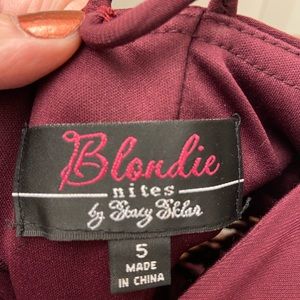 Blondie
nites
by Stacy Sklar
5
MADE
IN CHINA